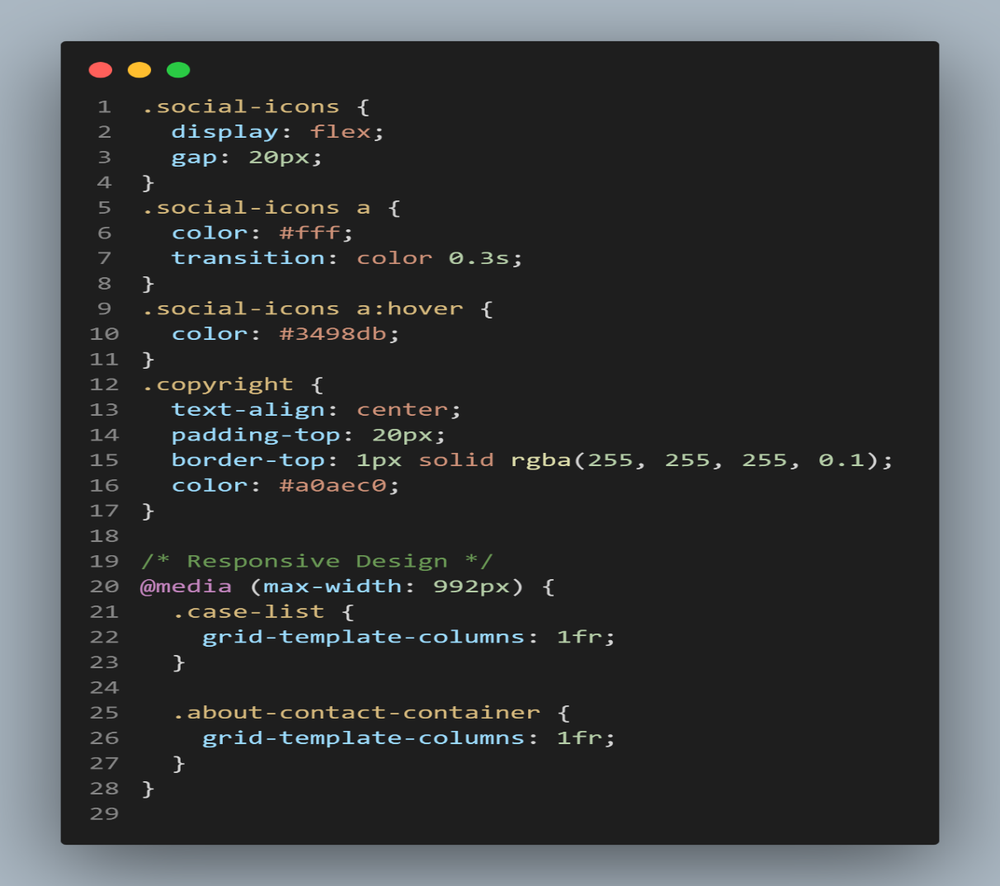 1 .social-icons {
2   display: flex;
3   gap: 20px;
4 }
5 .social-icons a {
6   color: #fff;
7   transition: color 0.3s;
8 }
9 .social-icons a:hover {
10   color: #3498db;
11 }
12 .copyright {
13   text-align: center;
14   padding-top: 20px;
15   border-top: 1px solid rgba(255, 255, 255, 0.1);
16   color: #a0aec0;
17 }
18
19 /* Responsive Design */
20 @media (max-width: 992px) {
21   .case-list {
22     grid-template-columns: 1fr;
23   }
24
25   .about-contact-container {
26     grid-template-columns: 1fr;
27   }
28 }
29